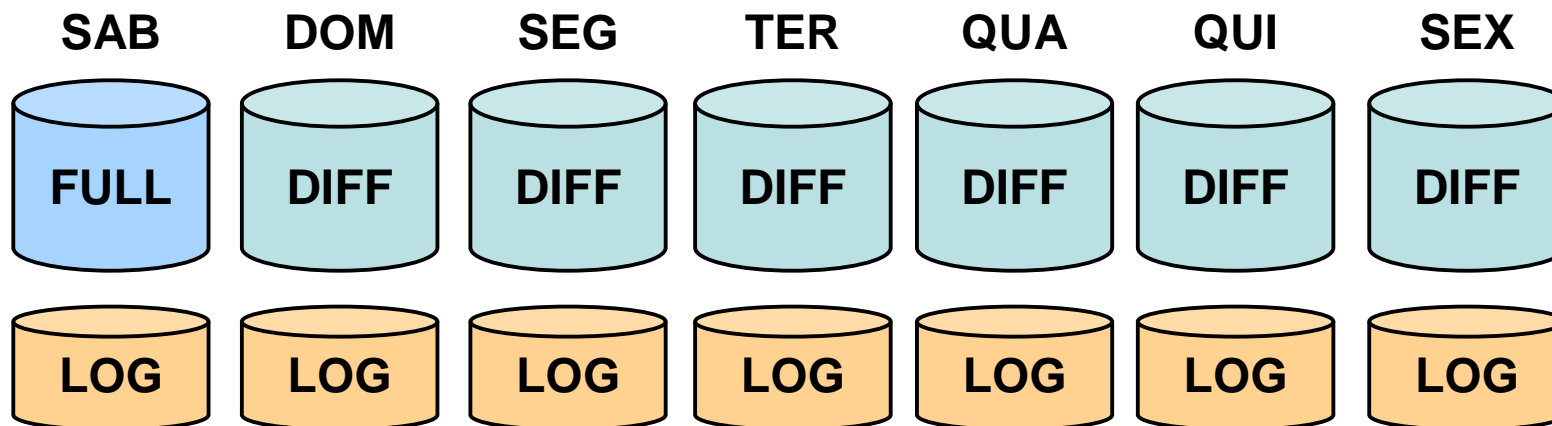 SAB DOM SEG TER QUA QUI SEX
FULL DIFF DIFF DIFF DIFF DIFF DIFF
LOG LOG LOG LOG LOG LOG LOG